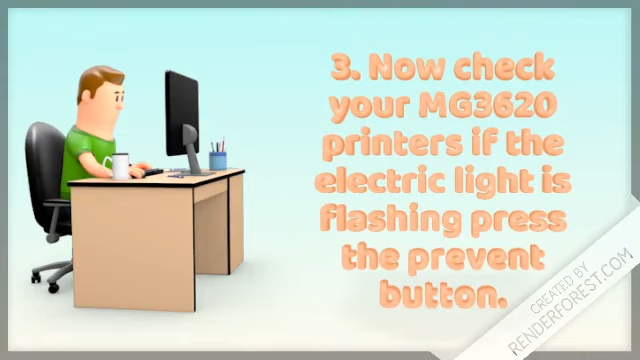 3. Now check
your MG3620
printers if the
electric light is
flashing press
the prevent
button.
CREATED BY
RENDERFOREST.COM